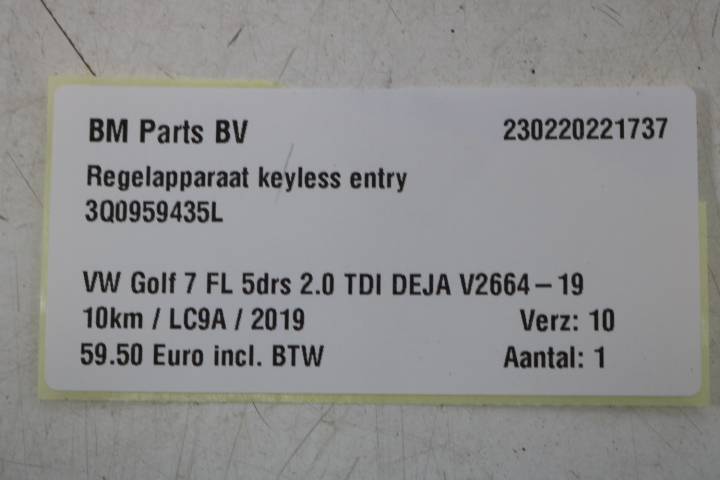 BM Parts BV 230220221737
Regelapparaat keyless entry
3Q0959435L
VW Golf 7 FL 5drs 2.0 TDI DEJA V2664-19
10km / LC9A / 2019 Verz: 10
59.50 Euro incl. BTW Aantal: 1